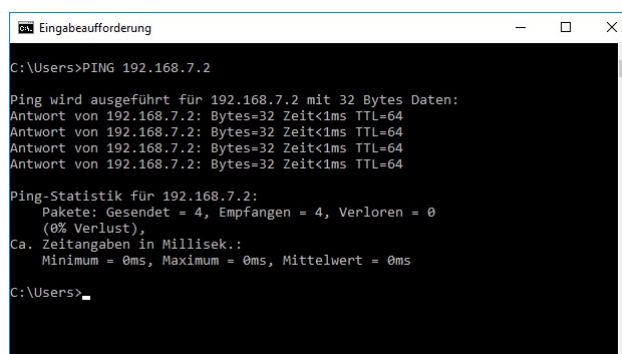 Eingabeaufforderung
C:\Users>PING 192.168.7.2
Ping wird ausgeführt für 192.168.7.2 mit 32 Bytes Daten:
Antwort von 192.168.7.2: Bytes=32 Zeit<1ms TTL=64
Antwort von 192.168.7.2: Bytes=32 Zeit<1ms TTL=64
Antwort von 192.168.7.2: Bytes=32 Zeit<1ms TTL=64
Antwort von 192.168.7.2: Bytes=32 Zeit<1ms TTL=64
Ping-Statistik für 192.168.7.2:
Pakete: Gesendet = 4, Empfangen = 4, Verloren = 0
(0% Verlust),
Ca. Zeitangaben in Millisek.:
Minimum = 0ms, Maximum = 0ms, Mittelwert = 0ms
C:\Users>